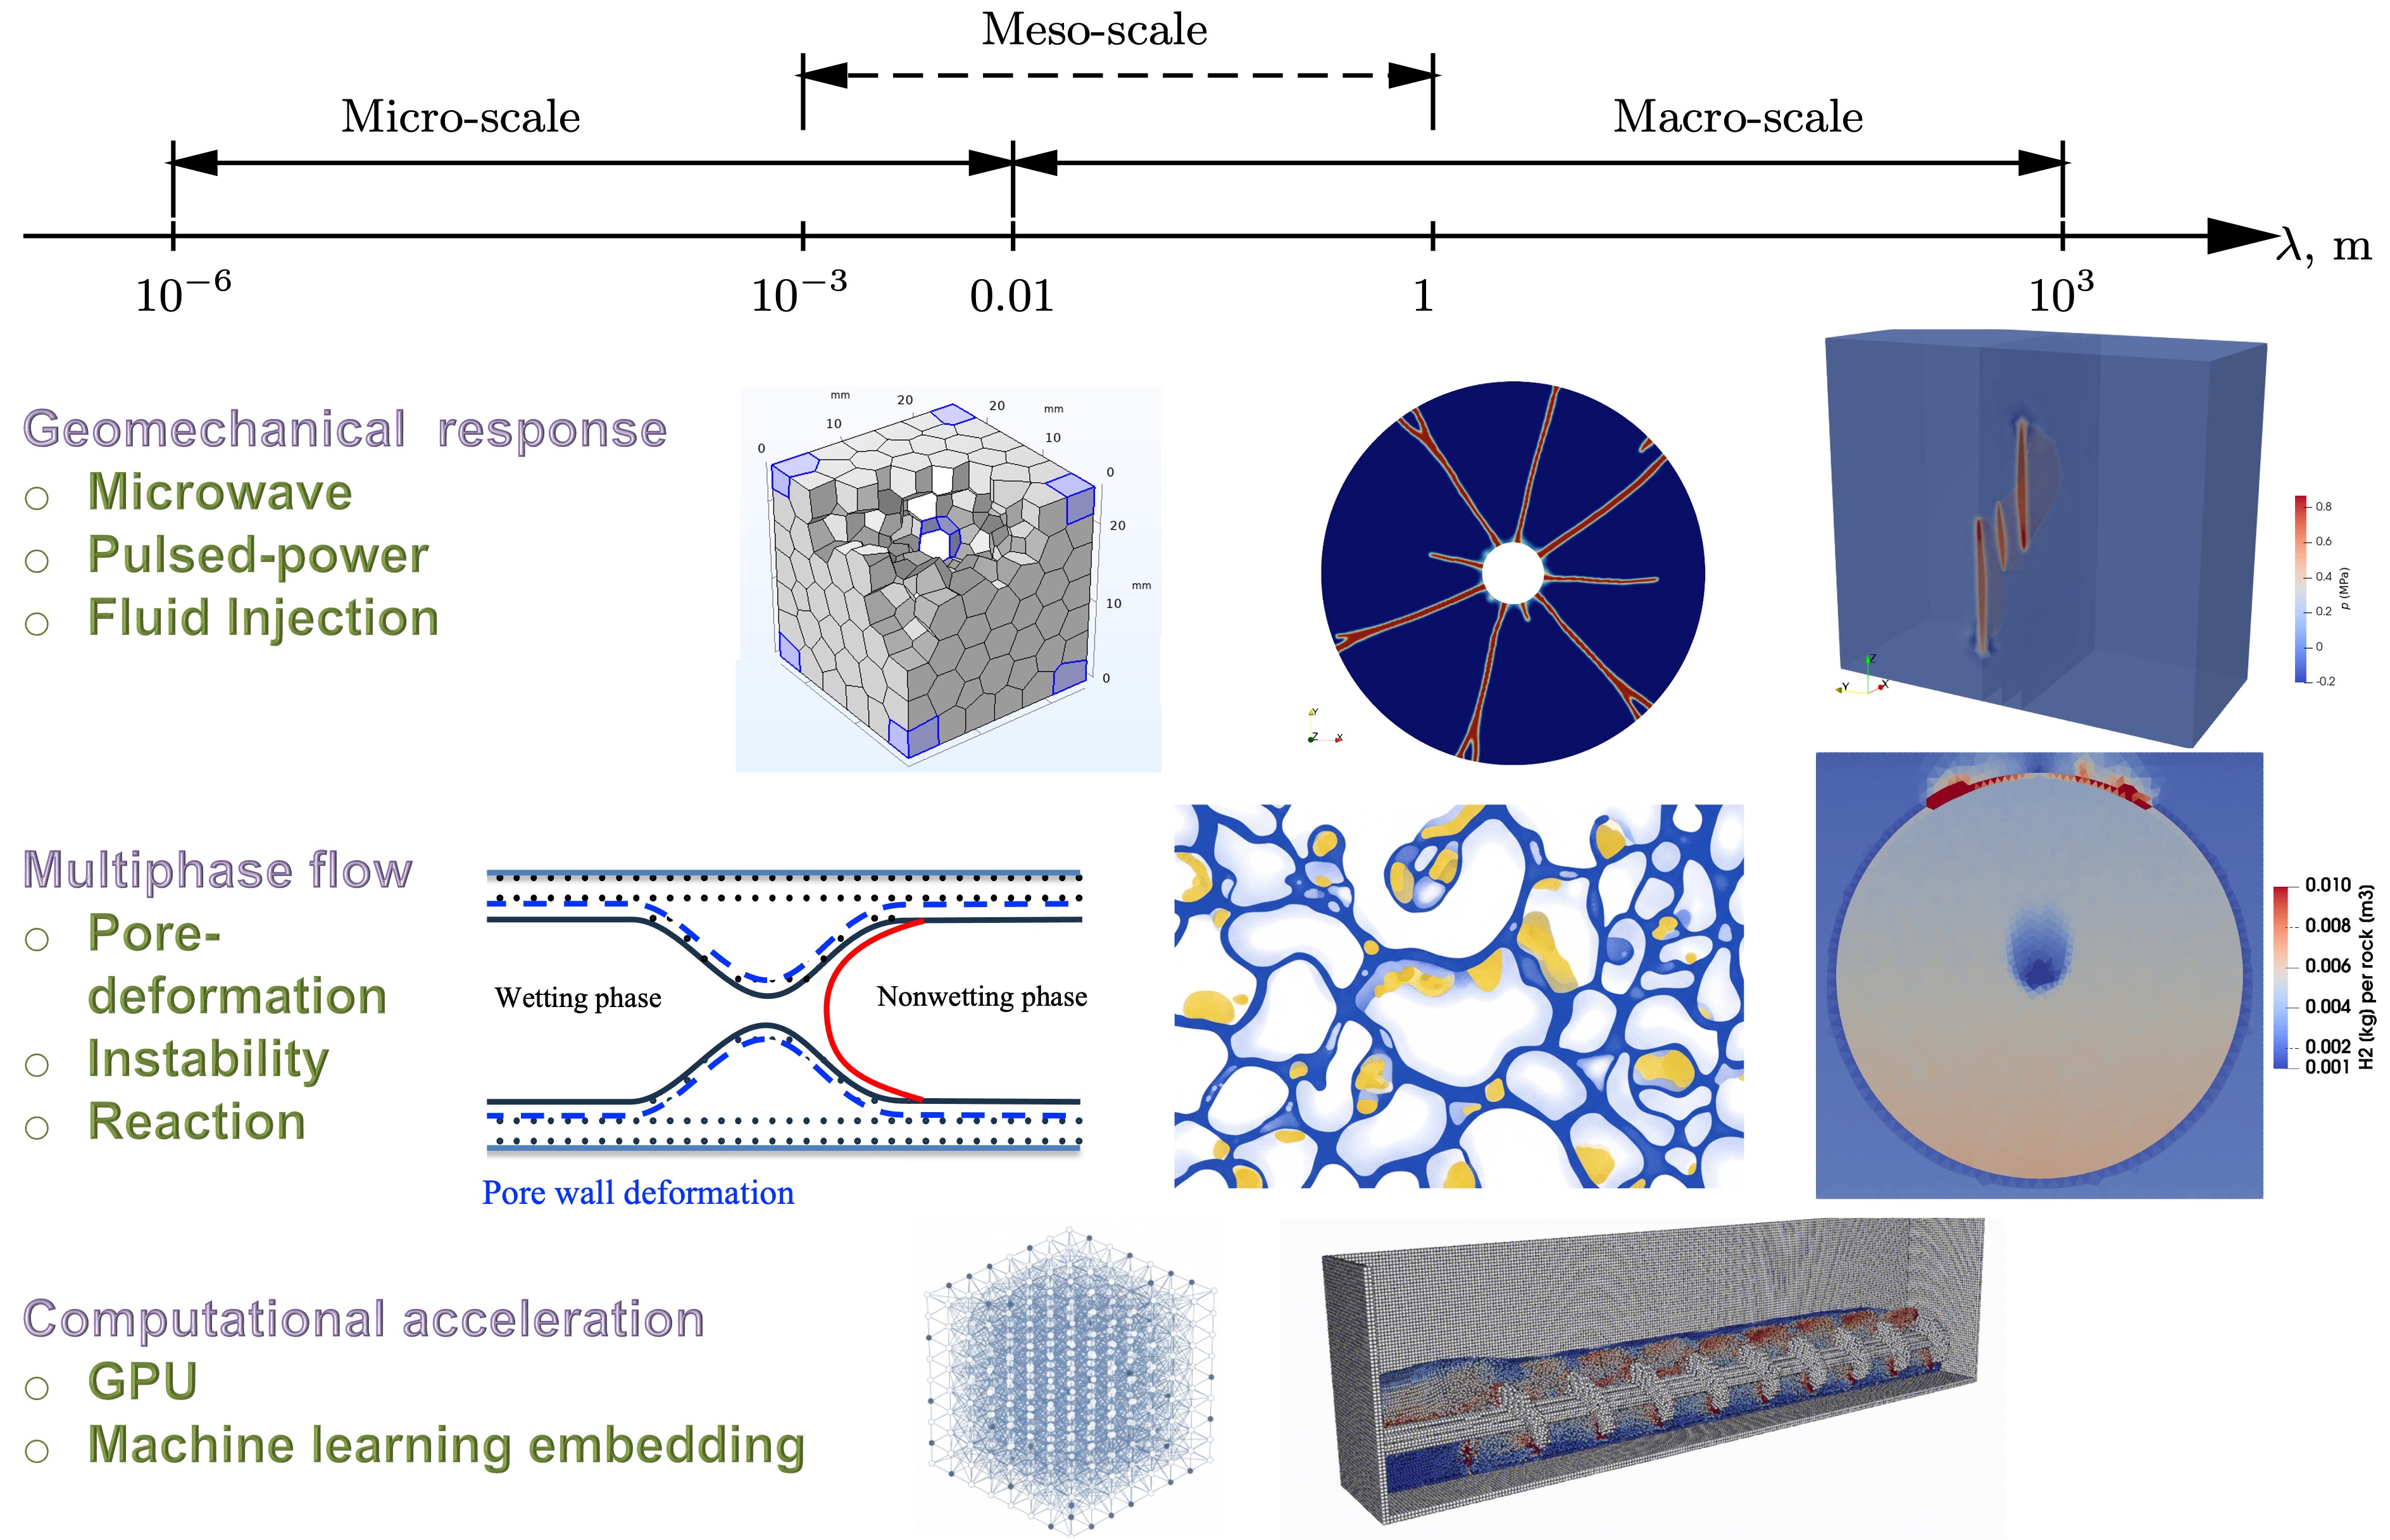 Meso-scale
Micro-scale
Macro-scale
λ, m
10⁻⁶
10⁻³
0.01
1
10³
Geomechanical response
○ Microwave
○ Pulsed-power
○ Fluid Injection
mm
20
20
mm
10
10
0
0
20
mm
10
0
Y
Z
X
Z
Y
X
0.8
0.6
0.4
0.2
0
-0.2
p (MPa)
Multiphase flow
○ Pore-
deformation
○ Instability
○ Reaction
Wetting phase
Nonwetting phase
Pore wall deformation
0.010
0.008
0.006
0.004
0.002
0.001
H2 (kg) per rock (m3)
Computational acceleration
○ GPU
○ Machine learning embedding